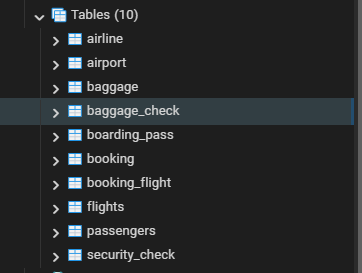 Tables (10)
airline
airport
baggage
baggage_check
boarding_pass
booking
booking_flight
flights
passengers
security_check